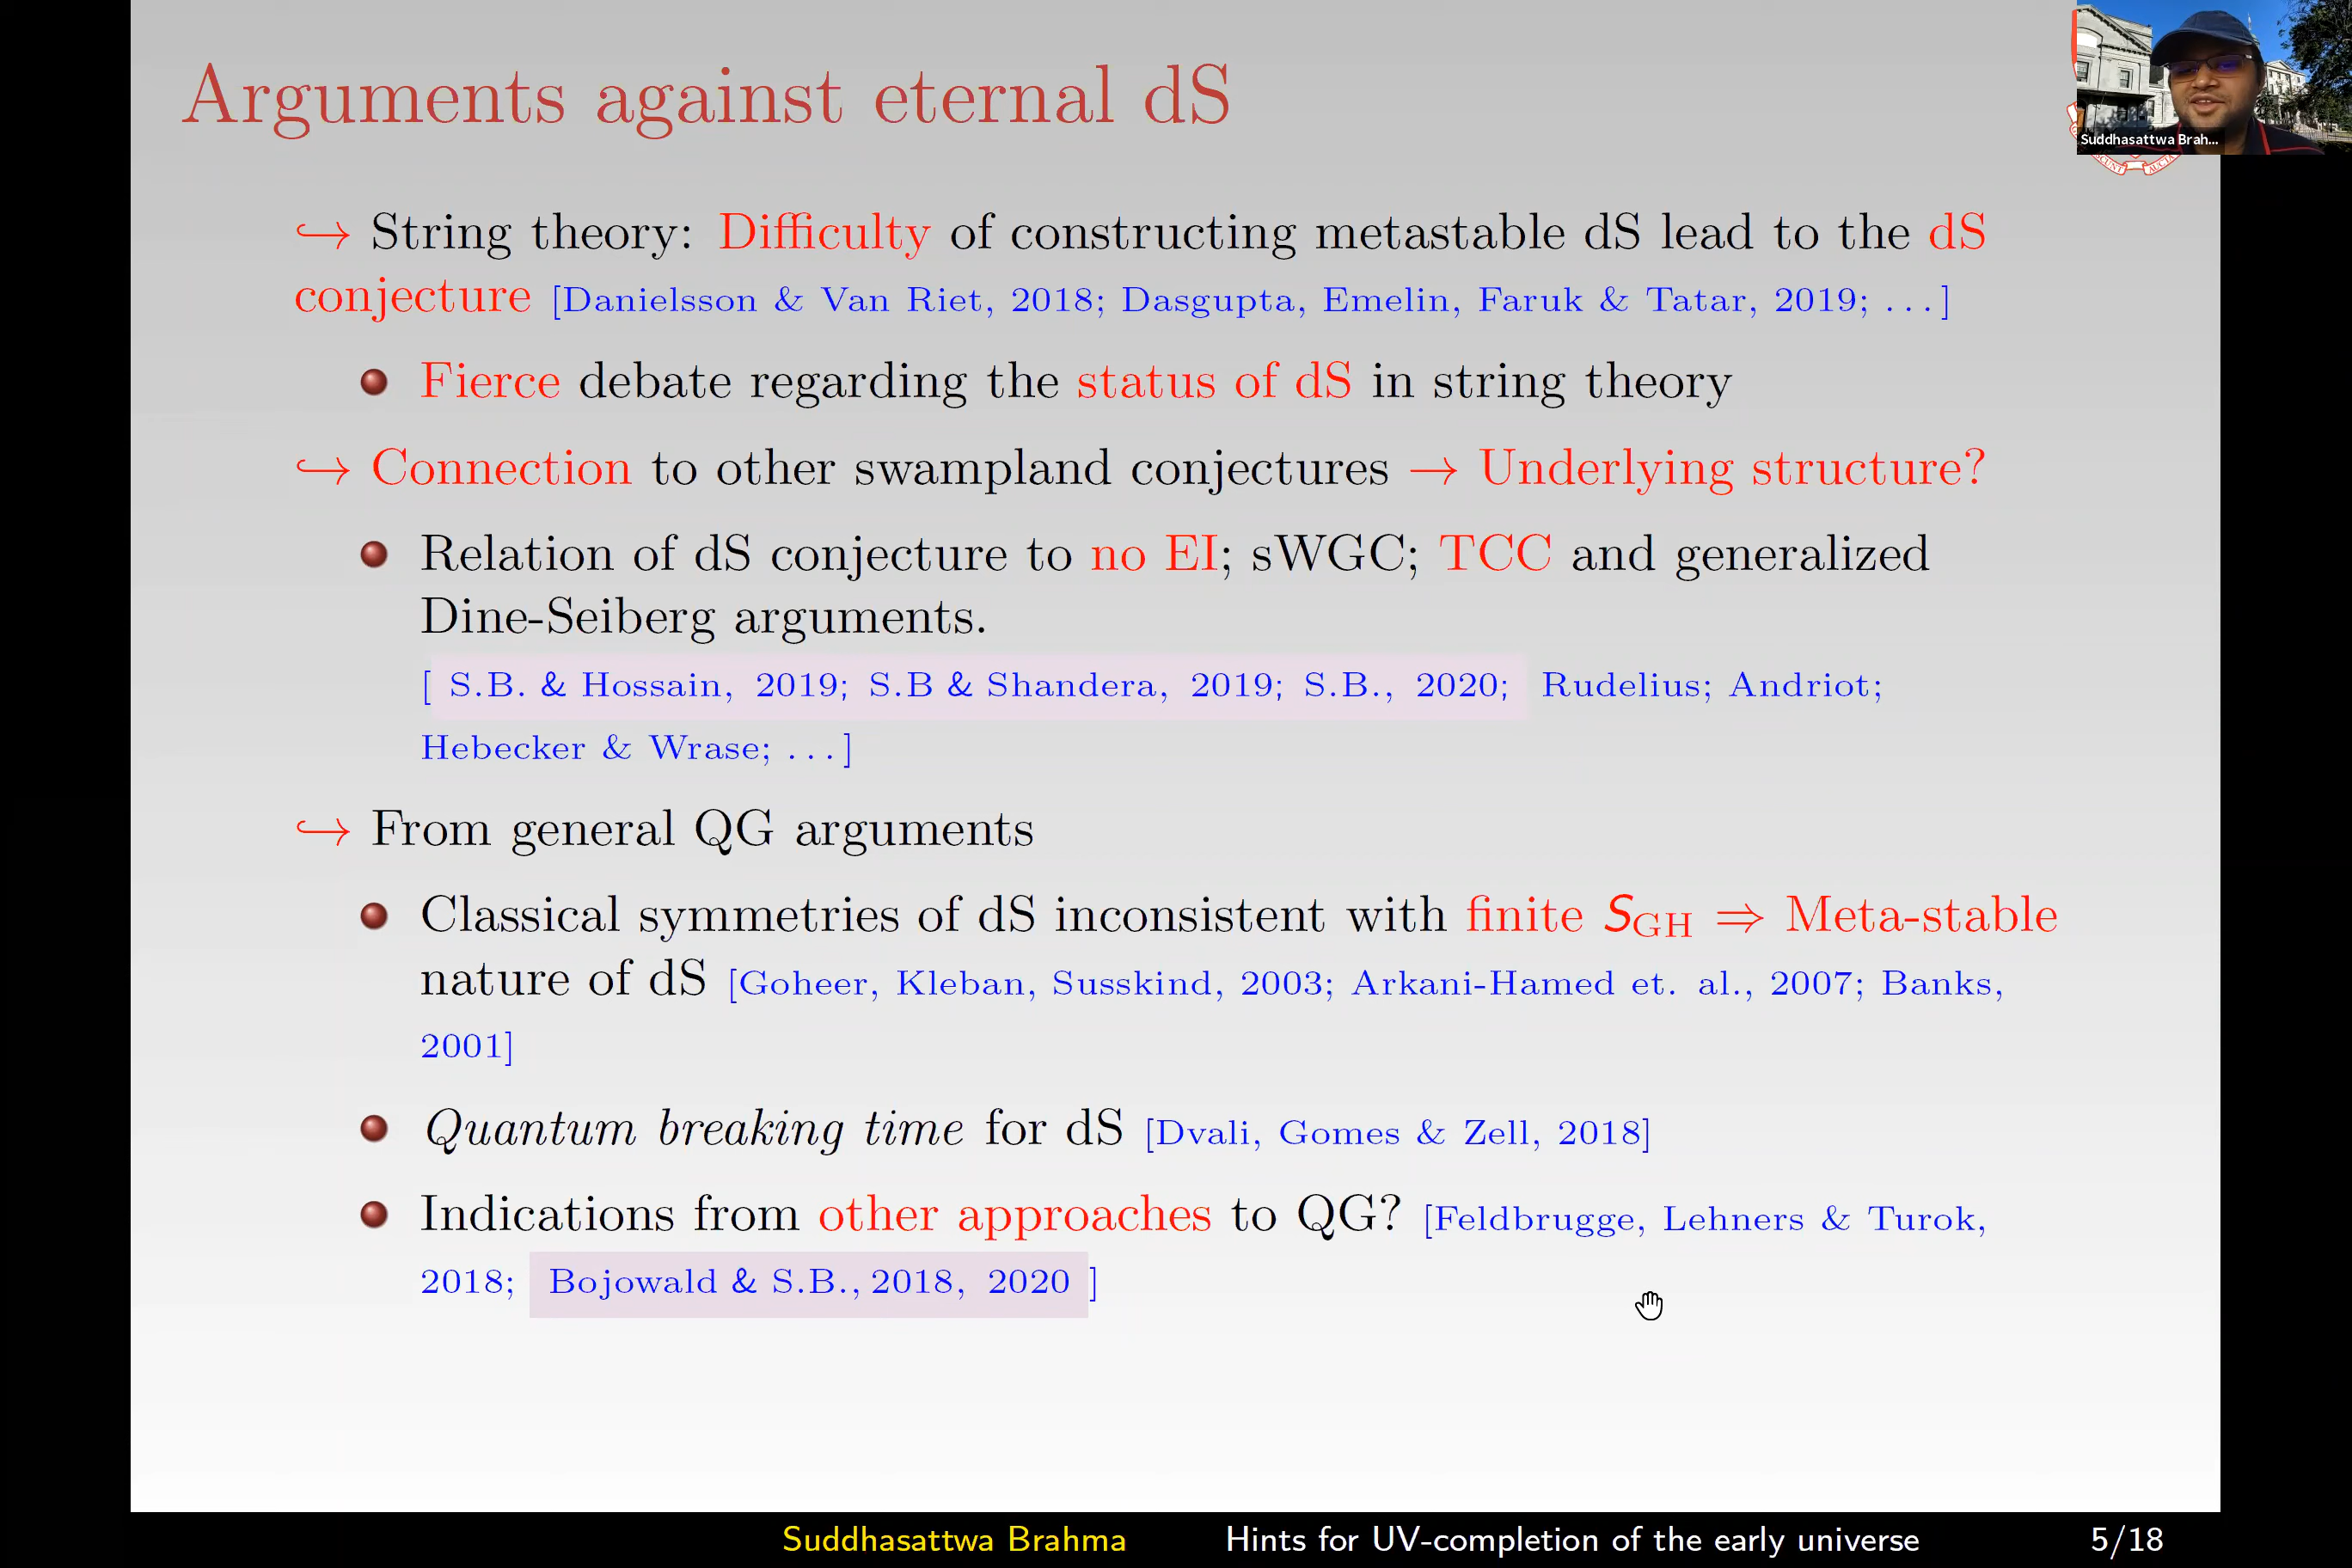 Arguments against eternal dS
Suddhasattwa Brah...
↪ String theory: Difficulty of constructing metastable dS lead to the dS
conjecture [Danielsson & Van Riet, 2018; Dasgupta, Emelin, Faruk & Tatar, 2019; ...]
Fierce debate regarding the status of dS in string theory
↪ Connection to other swampland conjectures → Underlying structure?
Relation of dS conjecture to no EI; sWGC; TCC and generalized
Dine-Seiberg arguments.
[ S.B. & Hossain, 2019; S.B & Shandera, 2019; S.B., 2020; Rudelius; Andriot;
Hebecker & Wrase; ...]
↪ From general QG arguments
Classical symmetries of dS inconsistent with finite S_GH ⇒ Meta-stable
nature of dS [Goheer, Kleban, Susskind, 2003; Arkani-Hamed et. al., 2007; Banks,
2001]
Quantum breaking time for dS [Dvali, Gomes & Zell, 2018]
Indications from other approaches to QG? [Feldbrugge, Lehners & Turok,
2018; Bojowald & S.B., 2018, 2020 ]
Suddhasattwa Brahma Hints for UV-completion of the early universe 5/18